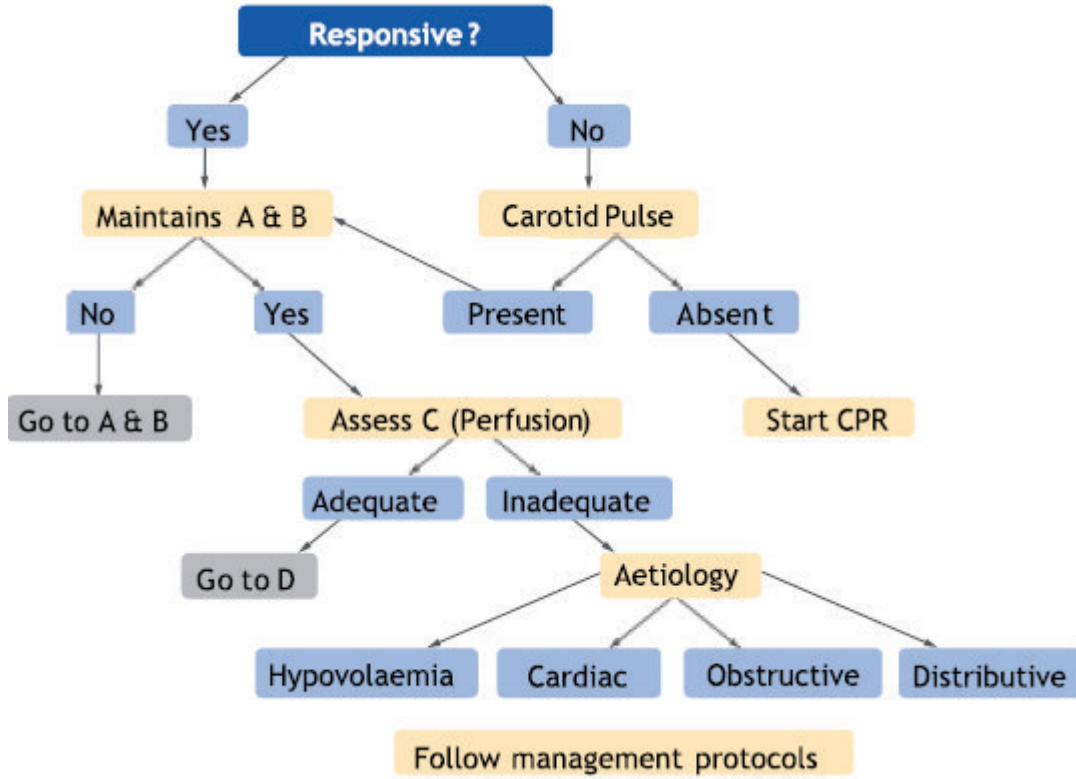 Responsive?
Yes
No
Maintains A & B
Carotid Pulse
No
Yes
Present
Absent
Go to A & B
Assess C (Perfusion)
Start CPR
Adequate
Inadequate
Go to D
Aetiology
Hypovolaemia
Cardiac
Obstructive
Distributive
Follow management protocols